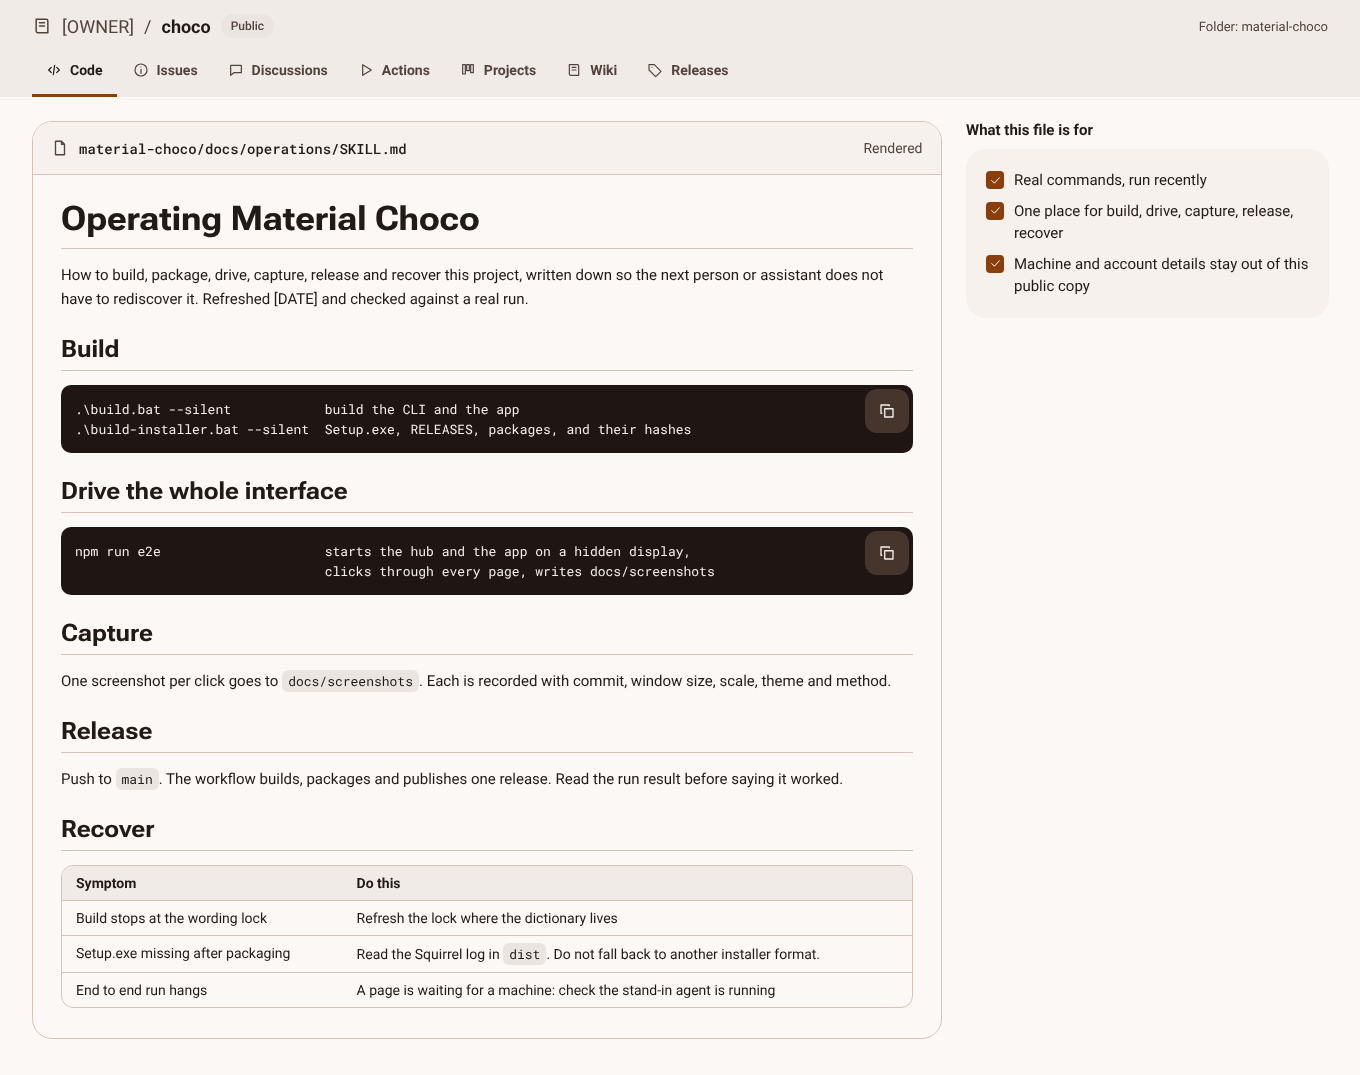 [OWNER] / choco Public
Folder: material-choco
Code Issues Discussions Actions Projects Wiki Releases
material-choco/docs/operations/SKILL.md Rendered
Operating Material Choco
How to build, package, drive, capture, release and recover this project, written down so the next person or assistant does not
have to rediscover it. Refreshed [DATE] and checked against a real run.
Build
.\build.bat --silent build the CLI and the app
.\build-installer.bat --silent Setup.exe, RELEASES, packages, and their hashes
Drive the whole interface
npm run e2e starts the hub and the app on a hidden display,
clicks through every page, writes docs/screenshots
Capture
One screenshot per click goes to docs/screenshots. Each is recorded with commit, window size, scale, theme and method.
Release
Push to main. The workflow builds, packages and publishes one release. Read the run result before saying it worked.
Recover
Symptom Do this
Build stops at the wording lock Refresh the lock where the dictionary lives
Setup.exe missing after packaging Read the Squirrel log in dist. Do not fall back to another installer format.
End to end run hangs A page is waiting for a machine: check the stand-in agent is running
What this file is for
Real commands, run recently
One place for build, drive, capture, release,
recover
Machine and account details stay out of this
public copy